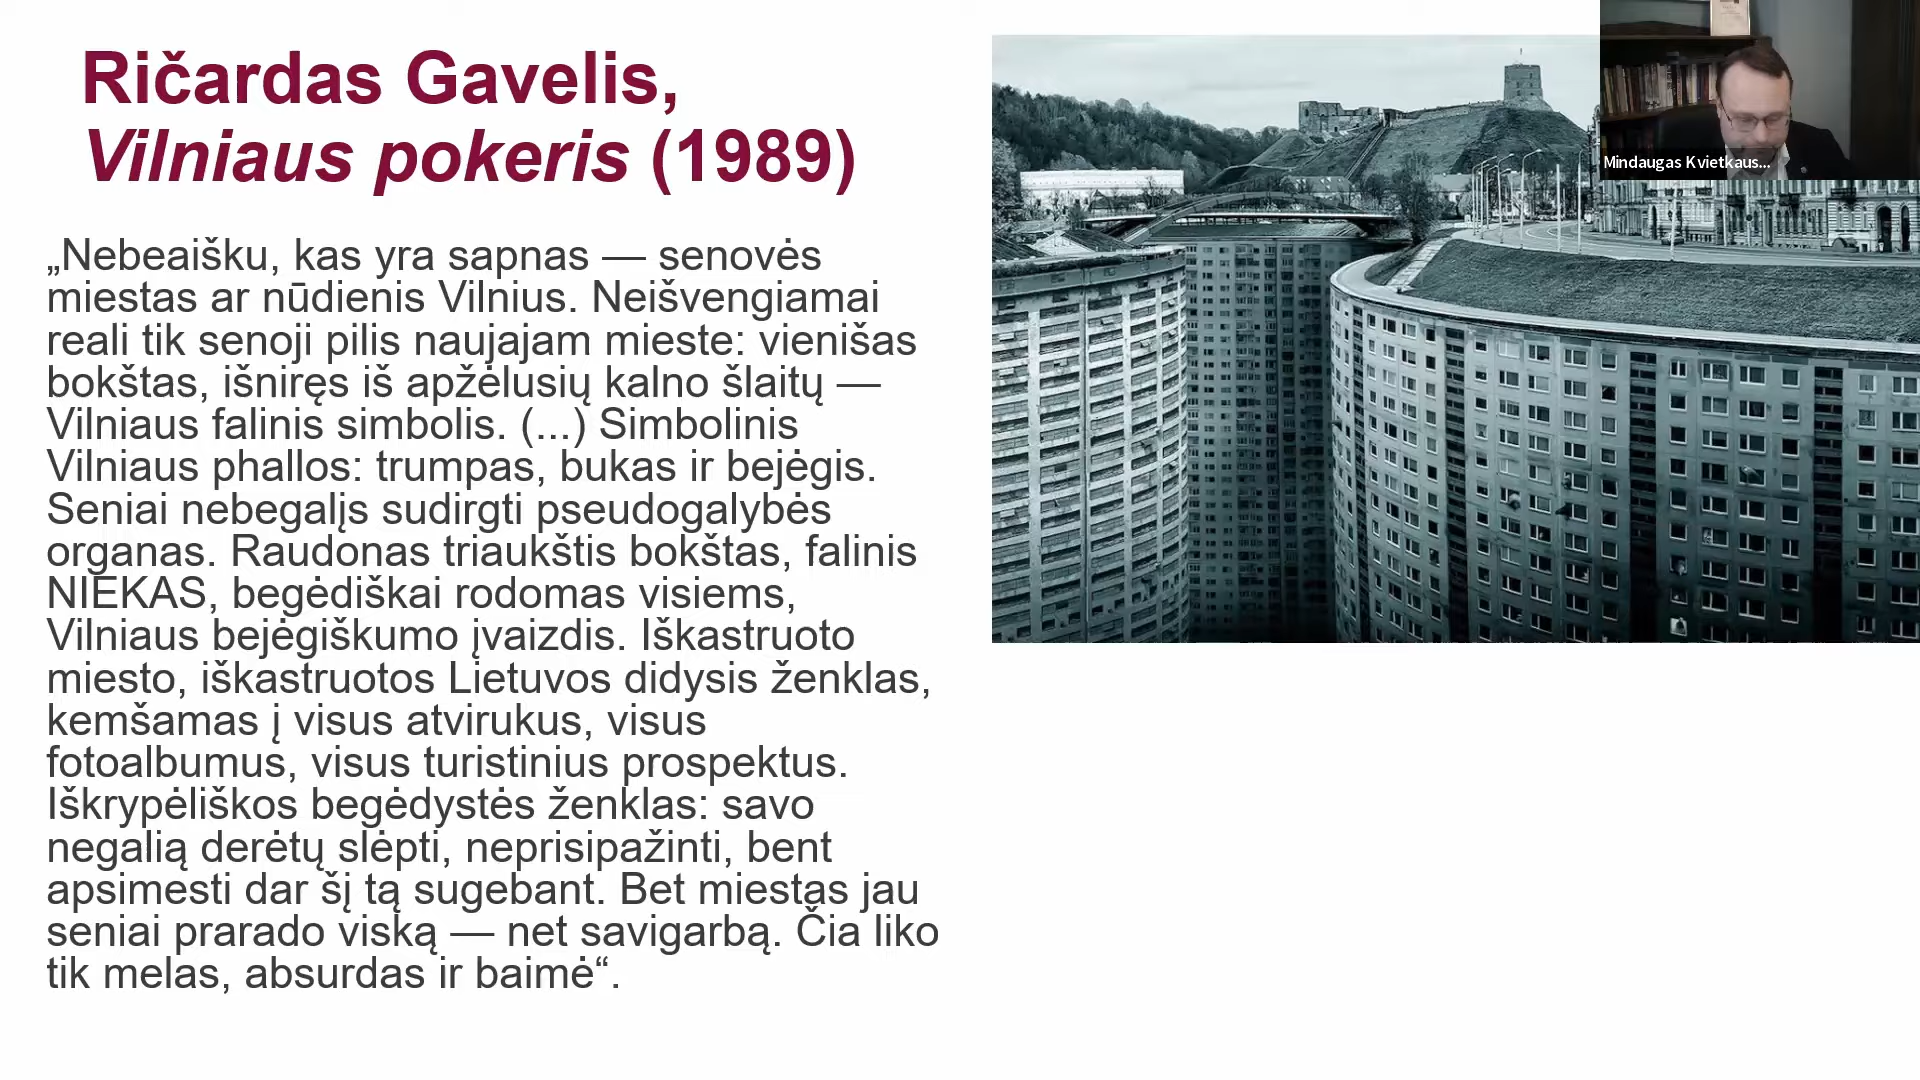 Ričardas Gavelis,
Vilniaus pokeris (1989)
„Nebeaišku, kas yra sapnas — senovės
miestas ar nūdienis Vilnius. Neišvengiamai
reali tik senoji pilis naujajam mieste: vienišas
bokštas, išniręs iš apžėlusių kalno šlaitų —
Vilniaus falinis simbolis. (...) Simbolinis
Vilniaus phallos: trumpas, bukas ir bejėgis.
Seniai nebegalįs sudirgti pseudogalybės
organas. Raudonas triaukštis bokštas, falinis
NIEKAS, begėdiškai rodomas visiems,
Vilniaus bejėgiškumo įvaizdis. Iškastruoto
miesto, iškastruotos Lietuvos didysis ženklas,
kemšamas į visus atvirukus, visus
fotoalbumus, visus turistinius prospektus.
Iškrypėliškos begėdystės ženklas: savo
negalią derėtų slėpti, neprisipažinti, bent
apsimesti dar šį tą sugebant. Bet miestas jau
seniai prarado viską — net savigarbą. Čia liko
tik melas, absurdas ir baimė“.
Mindaugas Kvietkaus...